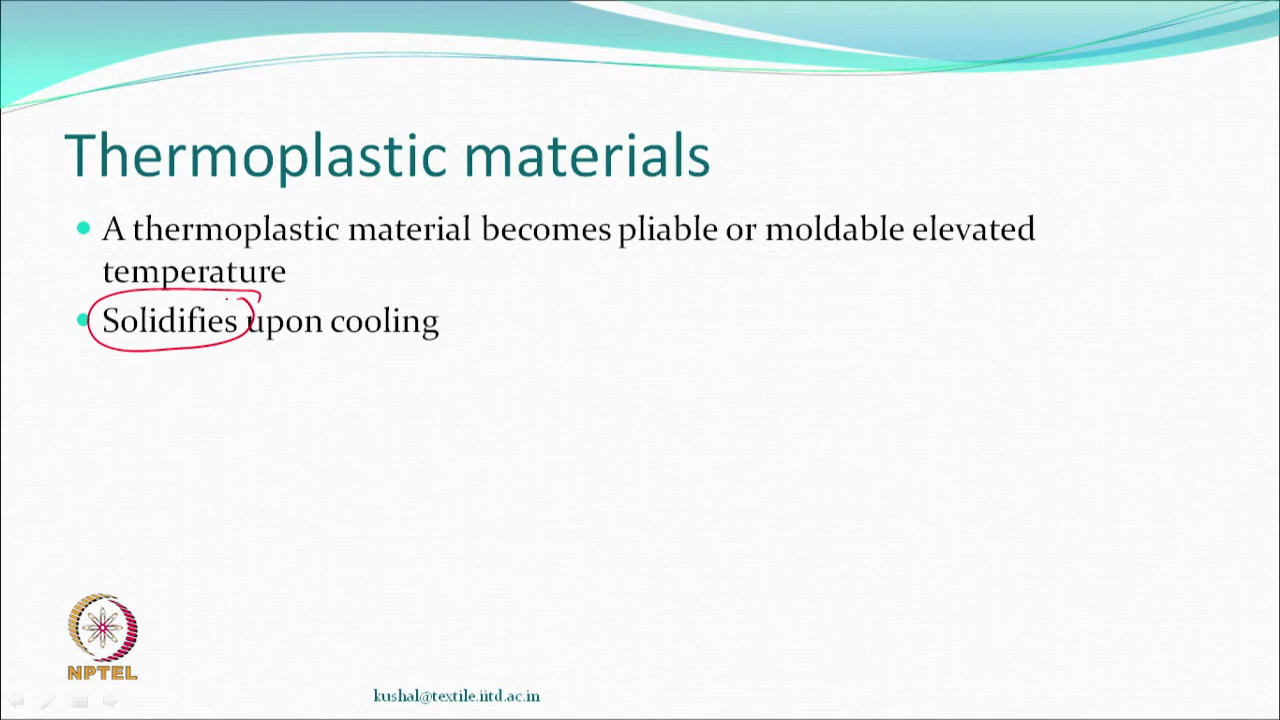 Thermoplastic materials
A thermoplastic material becomes pliable or moldable elevated
temperature
Solidifies upon cooling
NPTEL
kushal@textile.iitd.ac.in